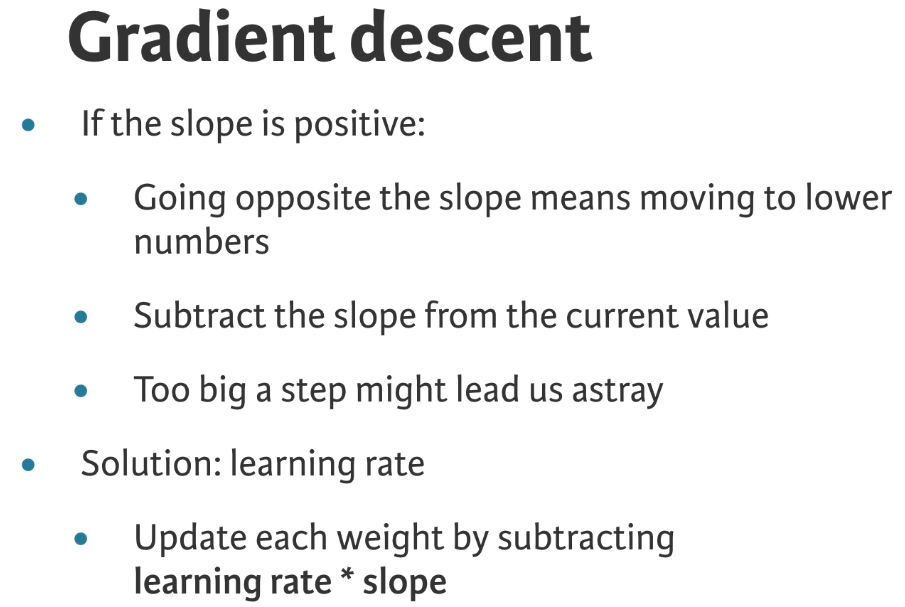 Gradient descent
• If the slope is positive:
• Going opposite the slope means moving to lower
numbers
• Subtract the slope from the current value
• Too big a step might lead us astray
• Solution: learning rate
• Update each weight by subtracting
learning rate * slope